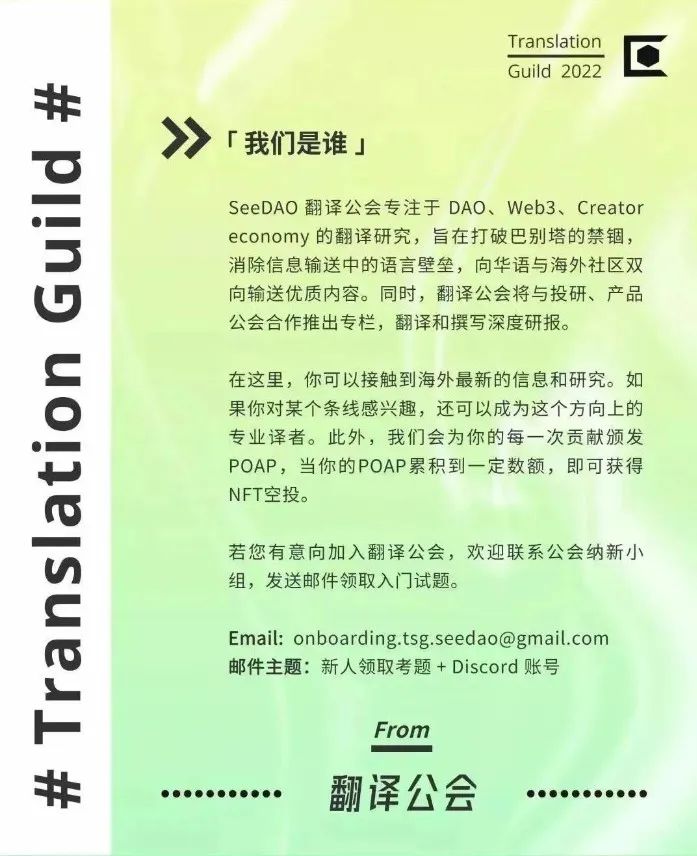 # Translation Guild #
Translation
Guild 2022
「 我们是谁 」
SeeDAO 翻译公会专注于 DAO、Web3、Creator
economy 的翻译研究，旨在打破巴别塔的禁锢，
消除信息输送中的语言壁垒，向华语与海外社区双
向输送优质内容。同时，翻译公会将与投研、产品
公会合作推出专栏，翻译和撰写深度研报。
在这里，你可以接触到海外最新的信息和研究。如
果你对某个条线感兴趣，还可以成为这个方向上的
专业译者。此外，我们会为你的每一次贡献颁发
POAP，当你的POAP累积到一定数额，即可获得
NFT空投。
若您有意向加入翻译公会，欢迎联系公会纳新小
组，发送邮件领取入门试题。
Email: onboarding.tsg.seedao@gmail.com
邮件主题：新人领取考题 + Discord 账号
From
翻译公会